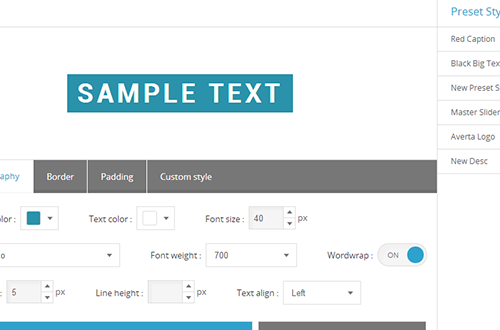 Preset Sty
Red Caption
Black Big Tex
New Preset S
Master Slider
Averta Logo
New Desc
SAMPLE TEXT
aphy Border Padding Custom style
olor : Text color : Font size : 40 px
o Font weight : 700 Wordwrap : ON
: 5 px Line height : px Text align : Left